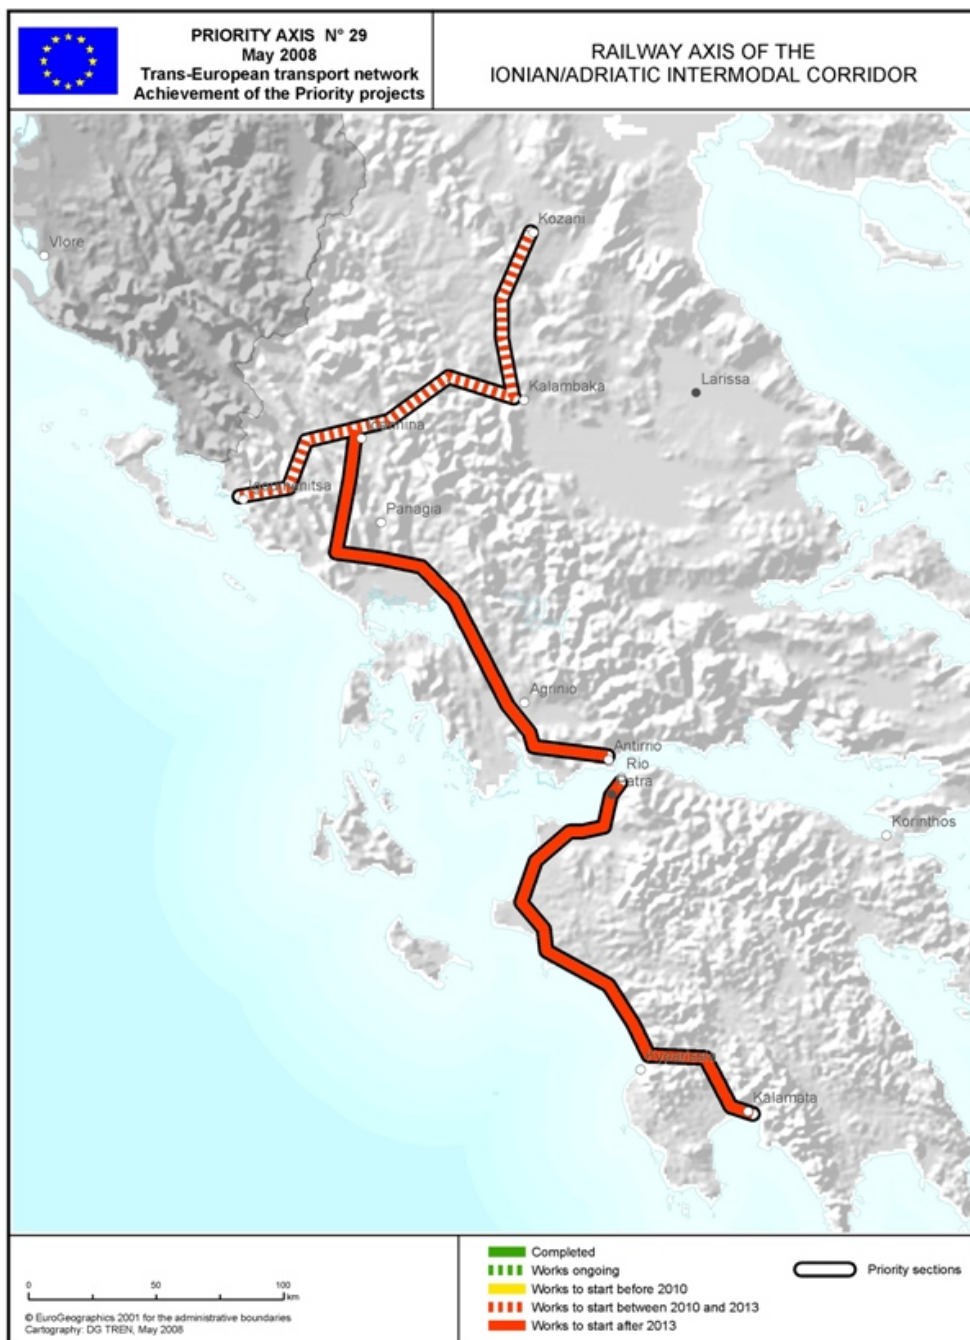 PRIORITY AXIS N° 29
May 2008
Trans-European transport network
Achievement of the Priority projects
RAILWAY AXIS OF THE
IONIAN/ADRIATIC INTERMODAL CORRIDOR
Kozani
Vlore
Kalambaka
Larissa
Panagia
Agrinio
Antirrio
Rio
Patra
Korinthos
Kalamata
Completed
Works ongoing
Works to start before 2010
Works to start between 2010 and 2013
Works to start after 2013
Priority sections
0 50 100
km
© EuroGeographics 2001 for the administrative boundaries
Cartography: DG TREN, May 2008